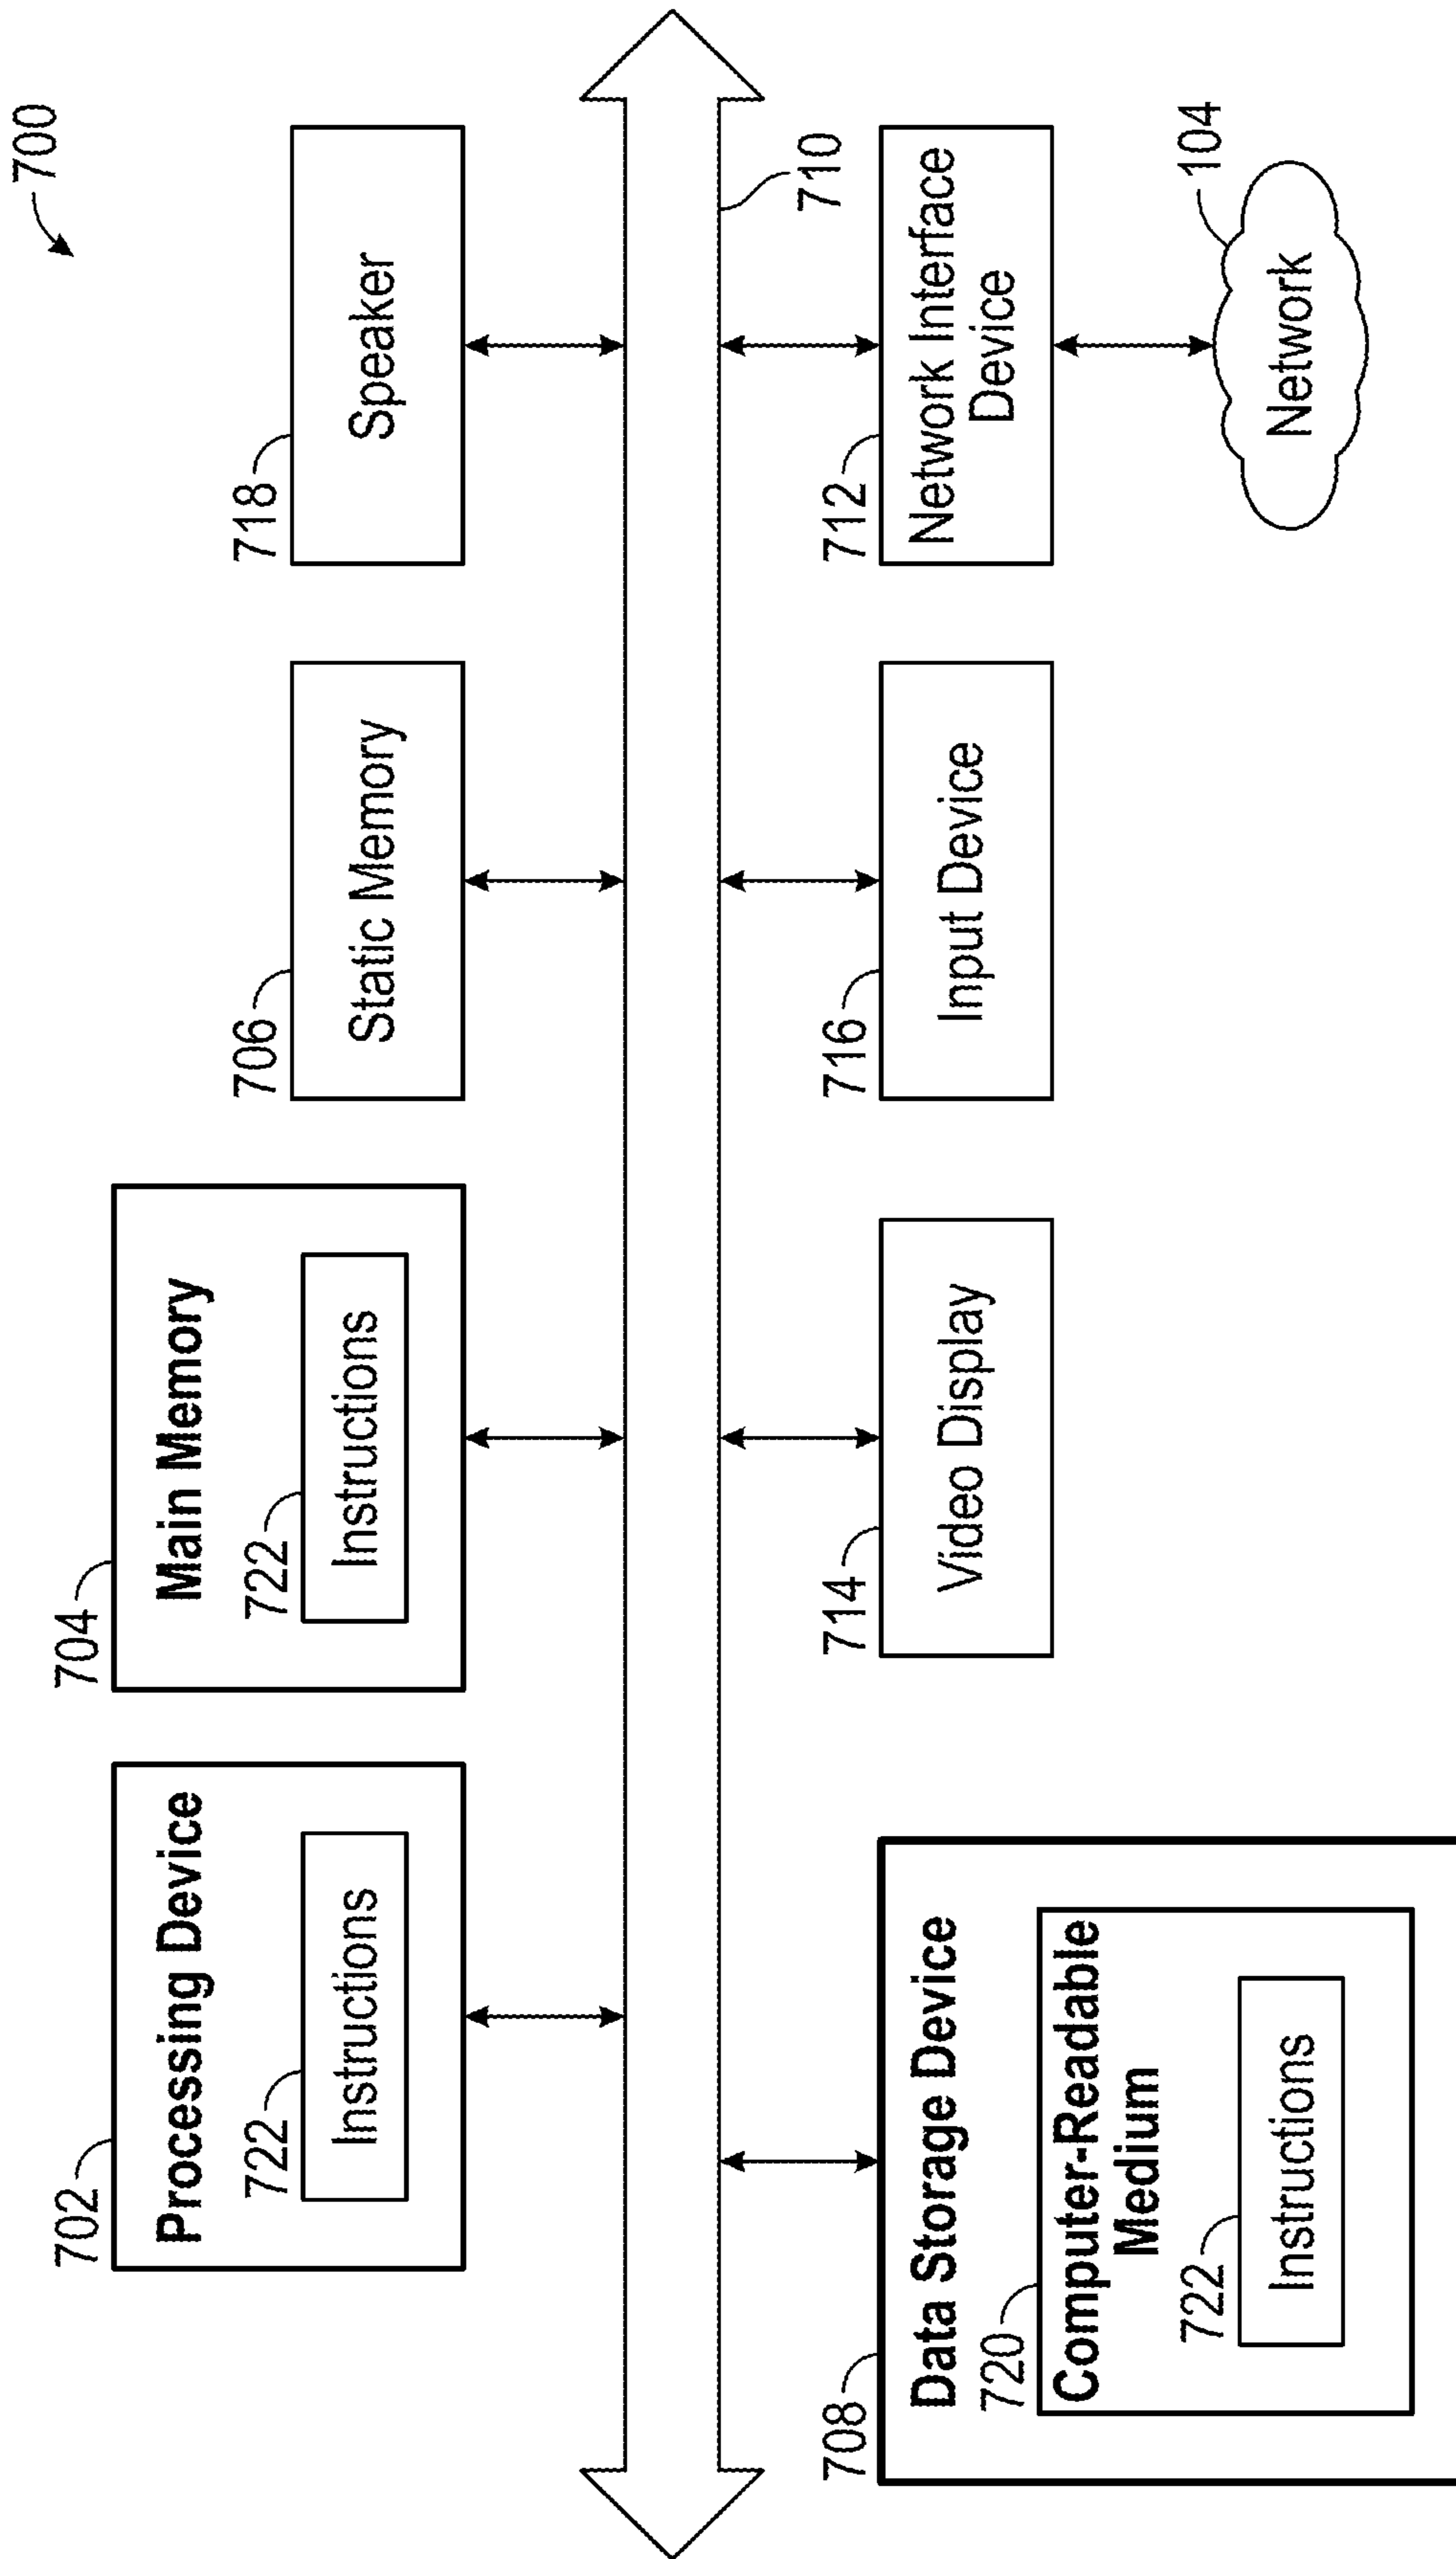 700
702
Processing Device
722
Instructions
704
Main Memory
722
Instructions
706
Static Memory
718
Speaker
710
708
Data Storage Device
720
Computer-Readable
Medium
722
Instructions
714
Video Display
716
Input Device
712
Network Interface
Device
104
Network